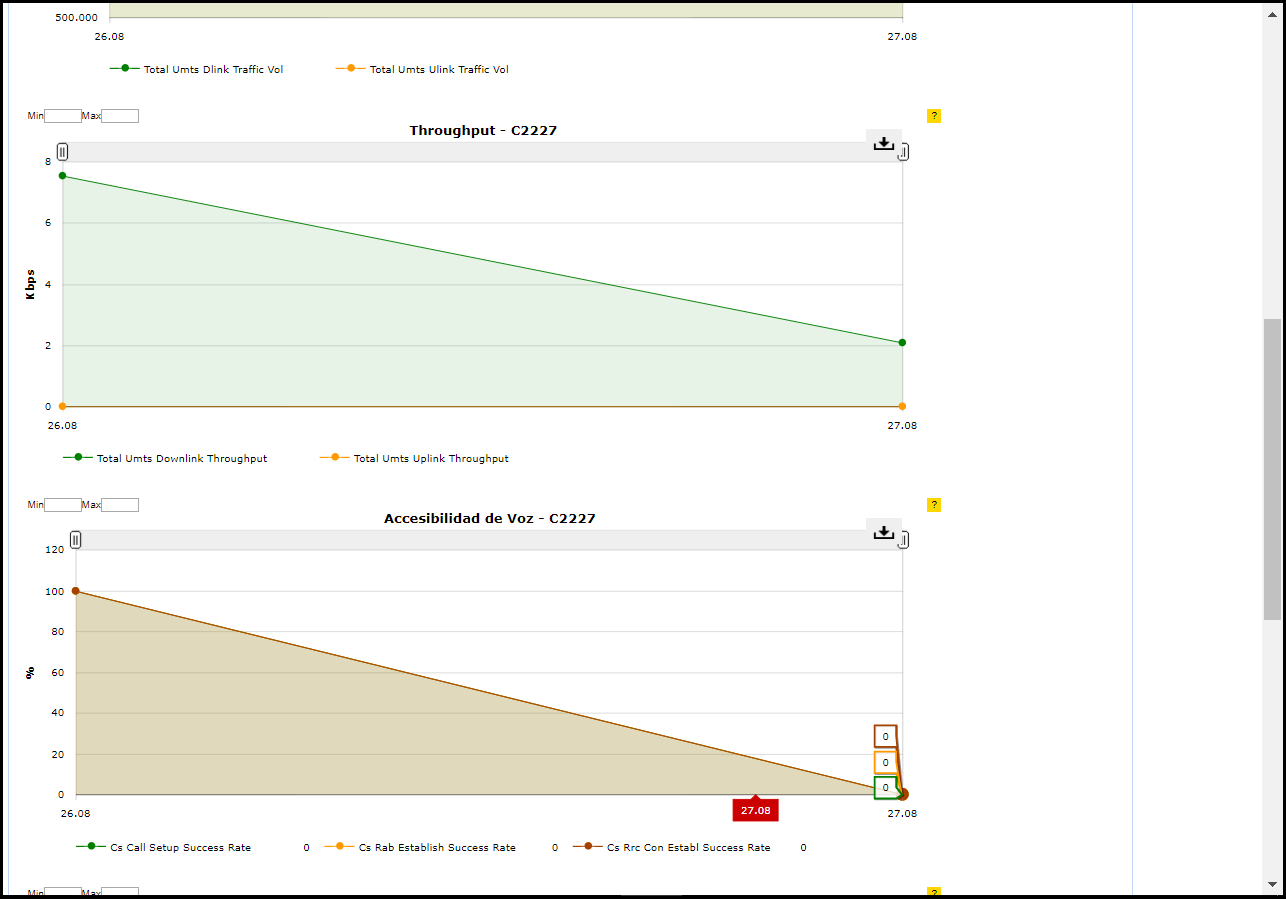 500.000
26.08 27.08
Total Umts Dlink Traffic Vol Total Umts Ulink Traffic Vol
Min Max ?
Throughput - C2227
8
6
4
2
0
Kbps
26.08 27.08
Total Umts Downlink Throughput Total Umts Uplink Throughput
Min Max ?
Accesibilidad de Voz - C2227
120
100
80
60
40
20
0
%
0
0
0
27.08
26.08 27.08
Cs Call Setup Success Rate 0 Cs Rab Establish Success Rate 0 Cs Rrc Con Establ Success Rate 0
Min Max ?